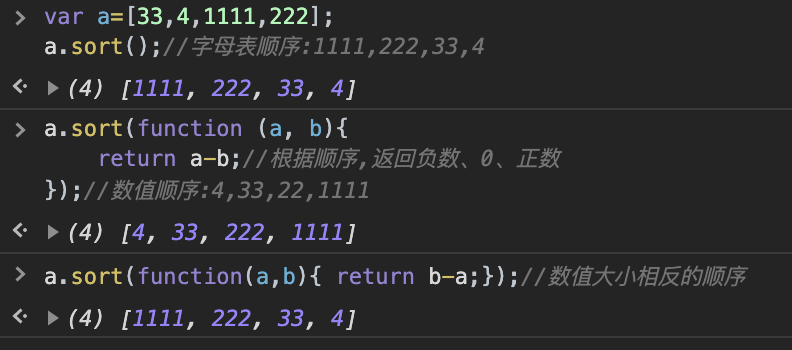 > var a=[33,4,1111,222];
a.sort();//字母表顺序:1111,222,33,4
(4) [1111, 222, 33, 4]
> a.sort(function (a, b){
return a-b;//根据顺序,返回负数、0、正数
});//数值顺序:4,33,22,1111
(4) [4, 33, 222, 1111]
> a.sort(function(a,b){ return b-a;});//数值大小相反的顺序
(4) [1111, 222, 33, 4]